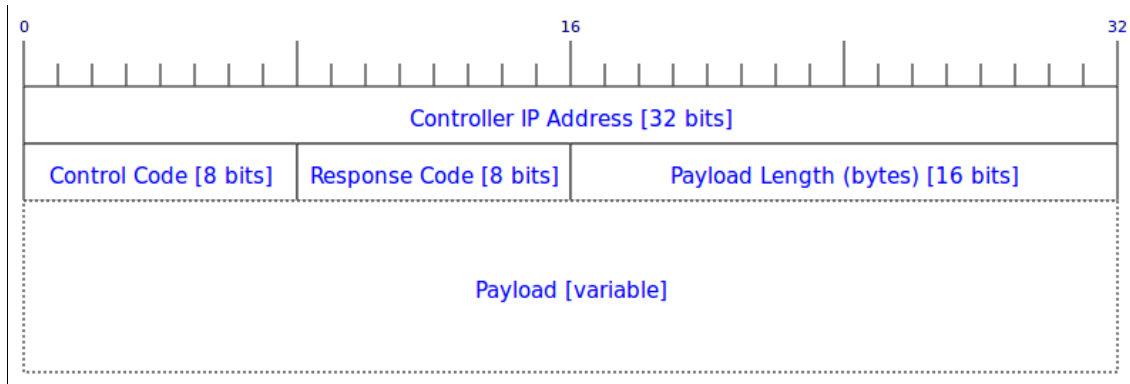 0 16 32
Controller IP Address [32 bits]
Control Code [8 bits] Response Code [8 bits] Payload Length (bytes) [16 bits]
Payload [variable]